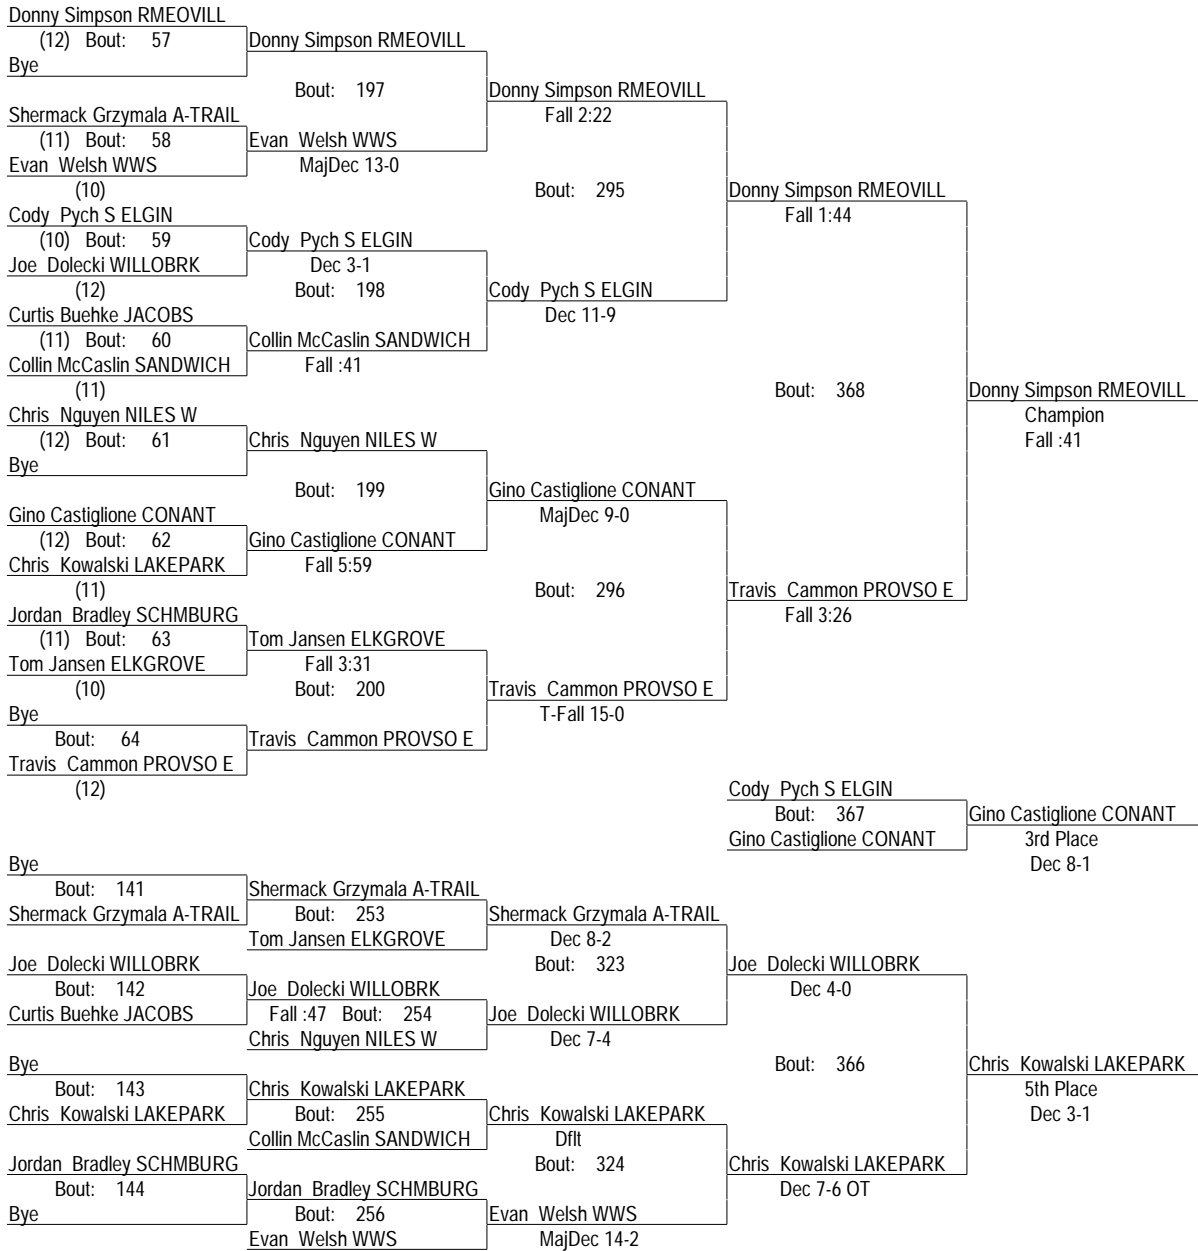 Donny Simpson RMEOVILL
(12) Bout: 57 Donny Simpson RMEOVILL
Bye
Bout: 197 Donny Simpson RMEOVILL
Shermack Grzymala A-TRAIL Fall 2:22
(11) Bout: 58 Evan Welsh WWS
Evan Welsh WWS MajDec 13-0
(10) Bout: 295 Donny Simpson RMEOVILL
Cody Pych S ELGIN Fall 1:44
(10) Bout: 59 Cody Pych S ELGIN
Joe Dolecki WILLOBRK Dec 3-1
(12) Bout: 198 Cody Pych S ELGIN
Curtis Buehke JACOBS Dec 11-9
(11) Bout: 60 Collin McCaslin SANDWICH
Collin McCaslin SANDWICH Fall :41
(11) Bout: 368 Donny Simpson RMEOVILL
Chris Nguyen NILES W Champion
(12) Bout: 61 Chris Nguyen NILES W Fall :41
Bye
Bout: 199 Gino Castiglione CONANT
Gino Castiglione CONANT MajDec 9-0
(12) Bout: 62 Gino Castiglione CONANT
Chris Kowalski LAKEPARK Fall 5:59
(11) Bout: 296 Travis Cammon PROVSO E
Jordan Bradley SCHMBURG Fall 3:26
(11) Bout: 63 Tom Jansen ELKGROVE
Tom Jansen ELKGROVE Fall 3:31
(10) Bout: 200 Travis Cammon PROVSO E
Bye T-Fall 15-0
Bout: 64 Travis Cammon PROVSO E
Travis Cammon PROVSO E
(12) Cody Pych S ELGIN
Bout: 367 Gino Castiglione CONANT
Gino Castiglione CONANT 3rd Place
Bye Dec 8-1
Bout: 141 Shermack Grzymala A-TRAIL
Shermack Grzymala A-TRAIL Bout: 253 Shermack Grzymala A-TRAIL
Tom Jansen ELKGROVE Dec 8-2
Joe Dolecki WILLOBRK Bout: 323 Joe Dolecki WILLOBRK
Bout: 142 Joe Dolecki WILLOBRK Dec 4-0
Curtis Buehke JACOBS Fall :47 Bout: 254 Joe Dolecki WILLOBRK
Chris Nguyen NILES W Dec 7-4
Bye Bout: 366 Chris Kowalski LAKEPARK
Bout: 143 Chris Kowalski LAKEPARK 5th Place
Chris Kowalski LAKEPARK Bout: 255 Chris Kowalski LAKEPARK Dec 3-1
Collin McCaslin SANDWICH Dflt
Jordan Bradley SCHMBURG Bout: 324 Chris Kowalski LAKEPARK
Bout: 144 Jordan Bradley SCHMBURG Dec 7-6 OT
Bye Bout: 256 Evan Welsh WWS
Evan Welsh WWS MajDec 14-2